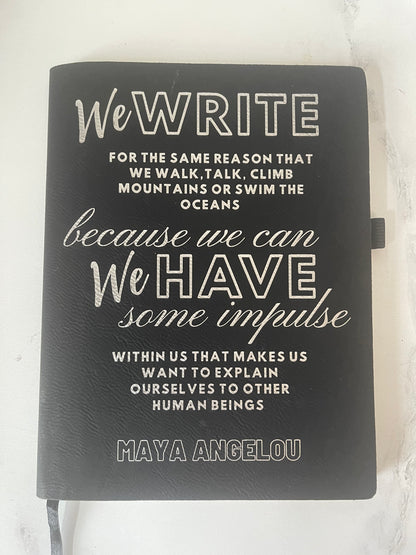 We WRITE
FOR THE SAME REASON THAT
WE WALK,TALK, CLIMB
MOUNTAINS OR SWIM THE
OCEANS
because we can
We HAVE
some impulse
WITHIN US THAT MAKES US
WANT TO EXPLAIN
OURSELVES TO OTHER
HUMAN BEINGS
MAYA ANGELOU